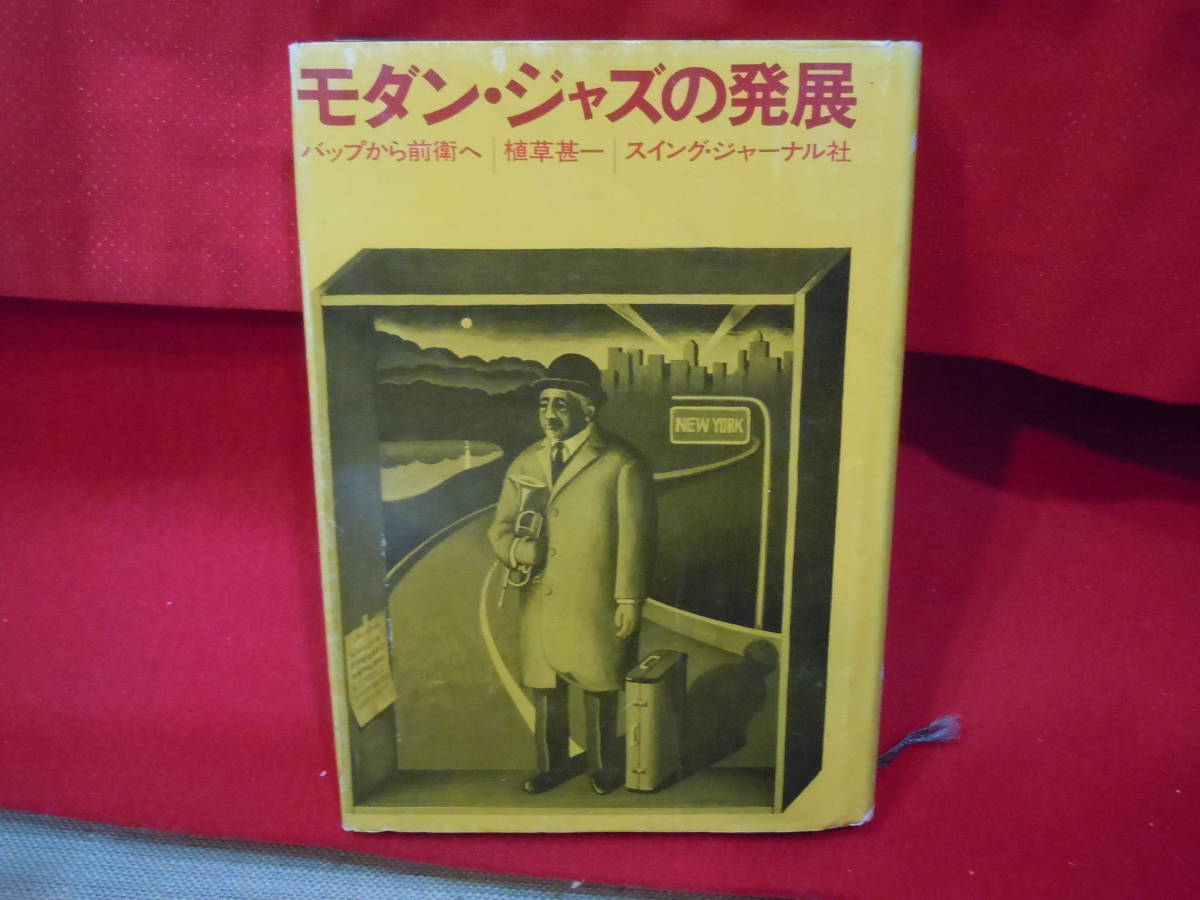 モダン・ジャズの発展
バップから前衛へ|植草甚一|スイング・ジャーナル社
NEW YORK